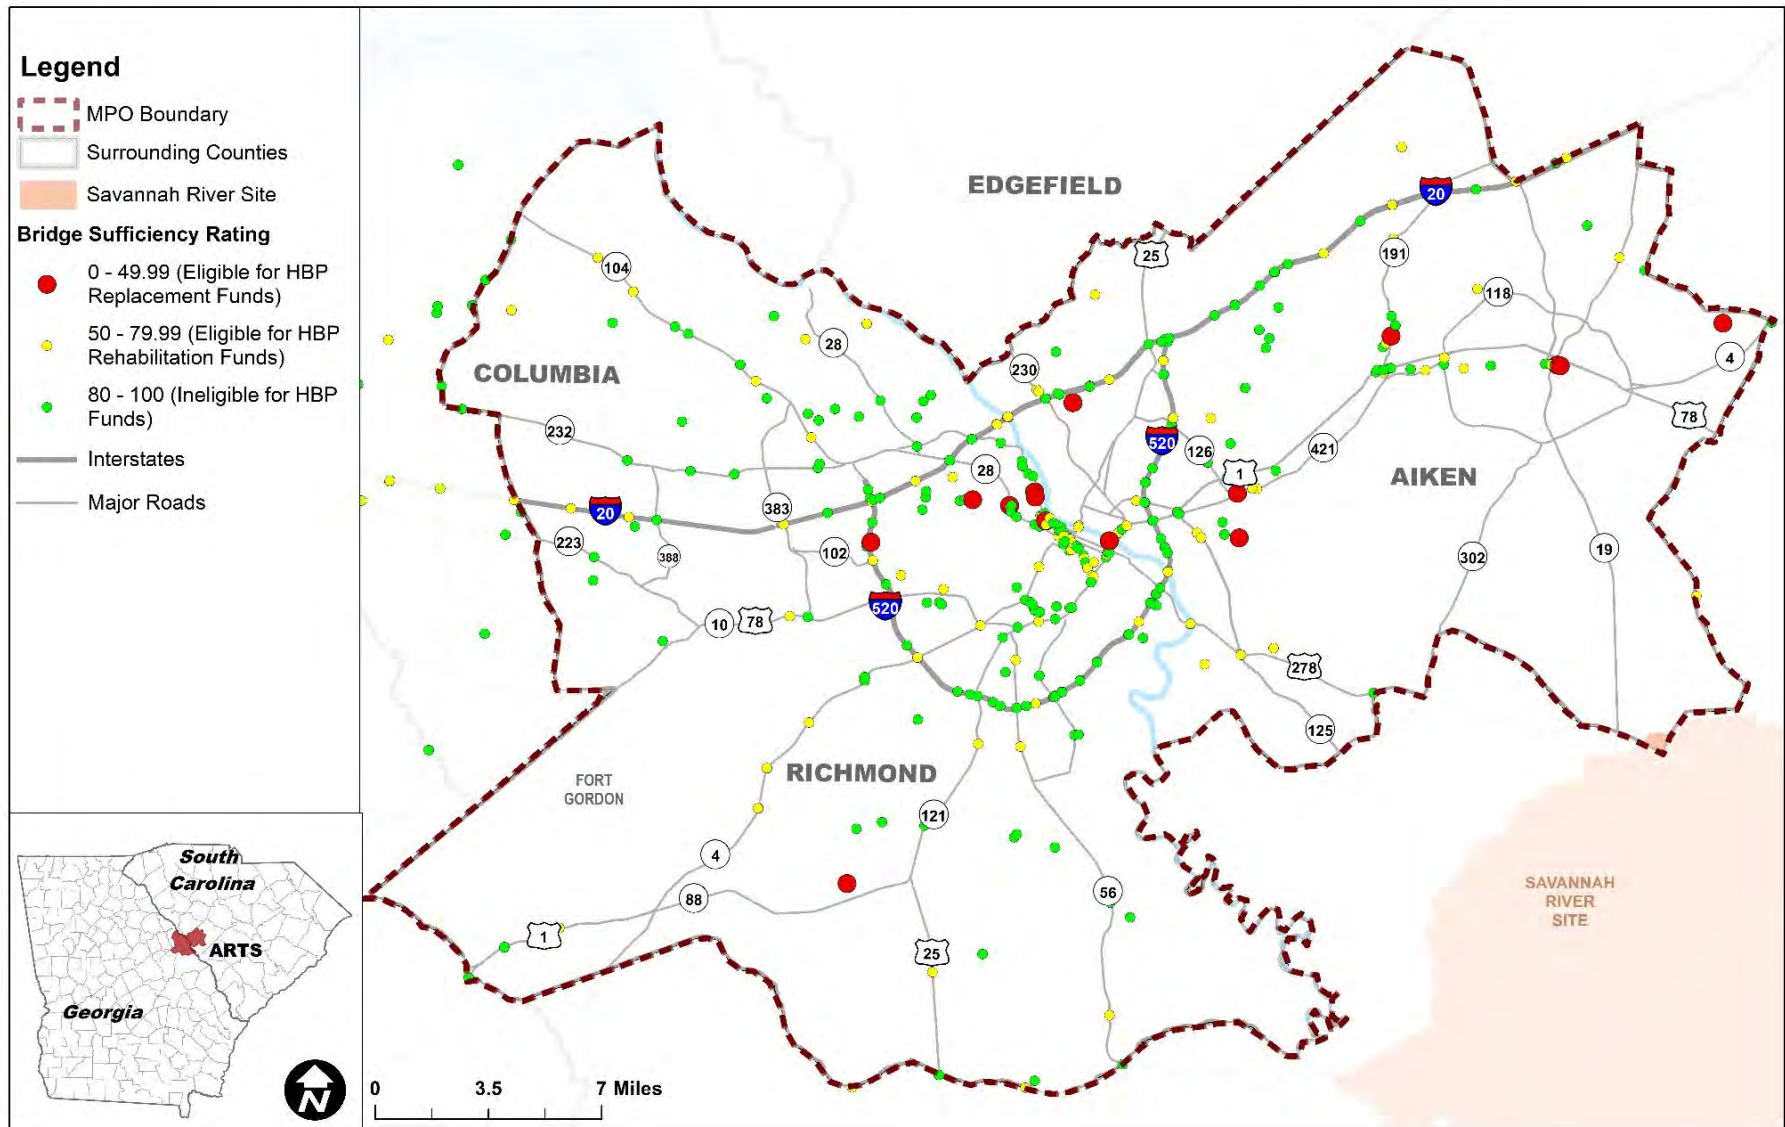 Legend
MPO Boundary
Surrounding Counties
Savannah River Site
Bridge Sufficiency Rating
0 - 49.99 (Eligible for HBP
Replacement Funds)
50 - 79.99 (Eligible for HBP
Rehabilitation Funds)
80 - 100 (Ineligible for HBP
Funds)
Interstates
Major Roads
South
Carolina
ARTS
Georgia
N
0 3.5 7 Miles
EDGEFIELD
20
25
191
104
118
28
COLUMBIA
230
4
78
232
520
126
421
1
28
AIKEN
20
383
223
388
102
302
19
520
10
78
278
125
RICHMOND
FORT
GORDON
121
4
88
56
SAVANNAH
RIVER
SITE
1
25